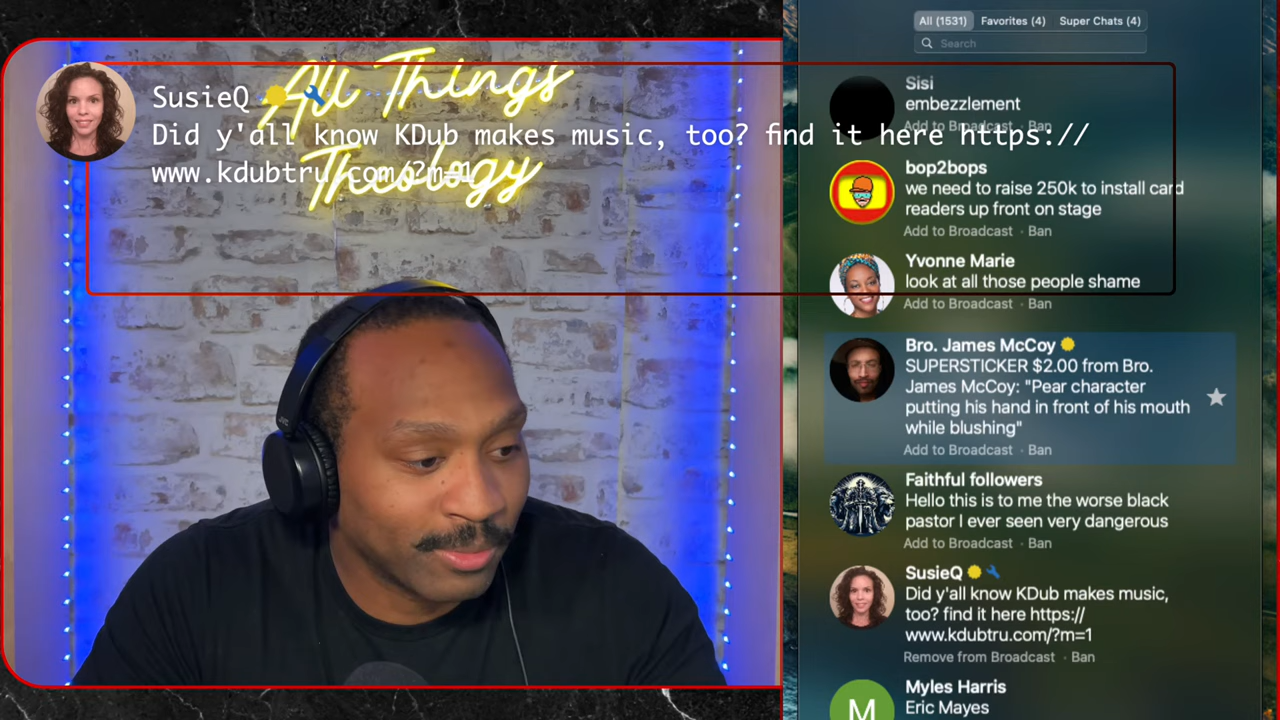 All Things
Theology
SusieQ
Did y'all know KDub makes music, too? find it here https://
www.kdubtru.com/?m=1
All (1531)
Favorites (4)
Super Chats (4)
Search
Sisi
embezzlement
Add to Broadcast · Ban
bop2bops
we need to raise 250k to install card
readers up front on stage
Add to Broadcast · Ban
Yvonne Marie
look at all those people shame
Add to Broadcast · Ban
Bro. James McCoy
SUPERSTICKER $2.00 from Bro.
James McCoy: "Pear character
putting his hand in front of his mouth
while blushing"
Add to Broadcast · Ban
Faithful followers
Hello this is to me the worse black
pastor I ever seen very dangerous
Add to Broadcast · Ban
SusieQ
Did y'all know KDub makes music,
too? find it here https://
www.kdubtru.com/?m=1
Remove from Broadcast · Ban
M
Myles Harris
Eric Mayes